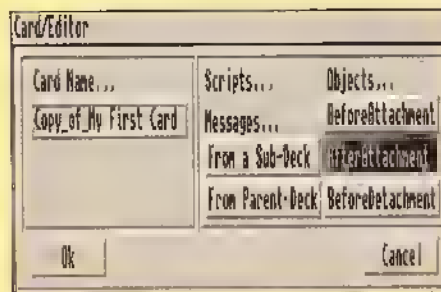 Card/Editor
Card Name...
Copy_of_My First Card
Scripts...
Messages...
From a Sub-Deck
From Parent-Deck
Objects...
BeforeAttachment
AfterAttachment
BeforeDetachment
Ok
Cancel